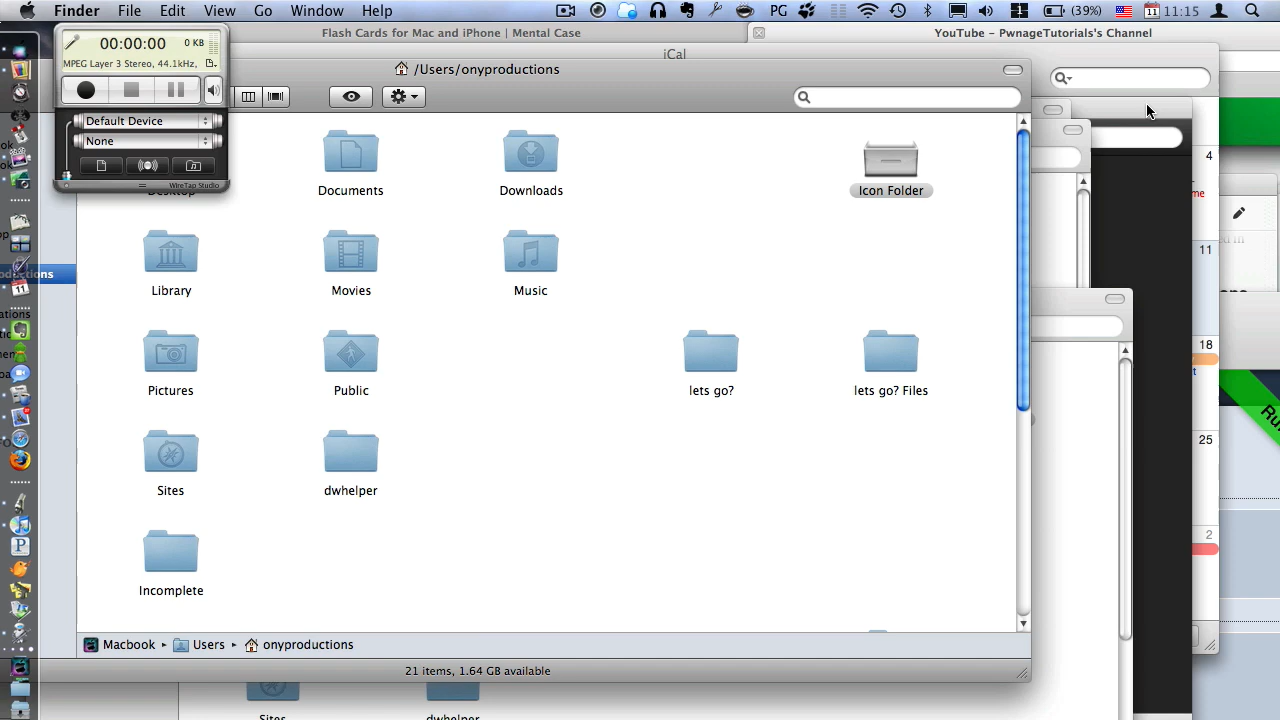 Finder File Edit View Go Window Help
(39%) 11 11:15
Flash Cards for Mac and iPhone | Mental Case
YouTube - PwnageTutorials's Channel
iCal
/Users/onyproductions
00:00:00 0 KB
MPEG Layer 3 Stereo, 44.1kHz,
Default Device
None
WireTap Studio
Documents
Downloads
Icon Folder
Library
Movies
Music
Pictures
Public
lets go?
lets go? Files
Sites
dwhelper
Incomplete
4
11
18
25
2
Macbook ▸ Users ▸ onyproductions
21 items, 1.64 GB available
Sites
dwhelper